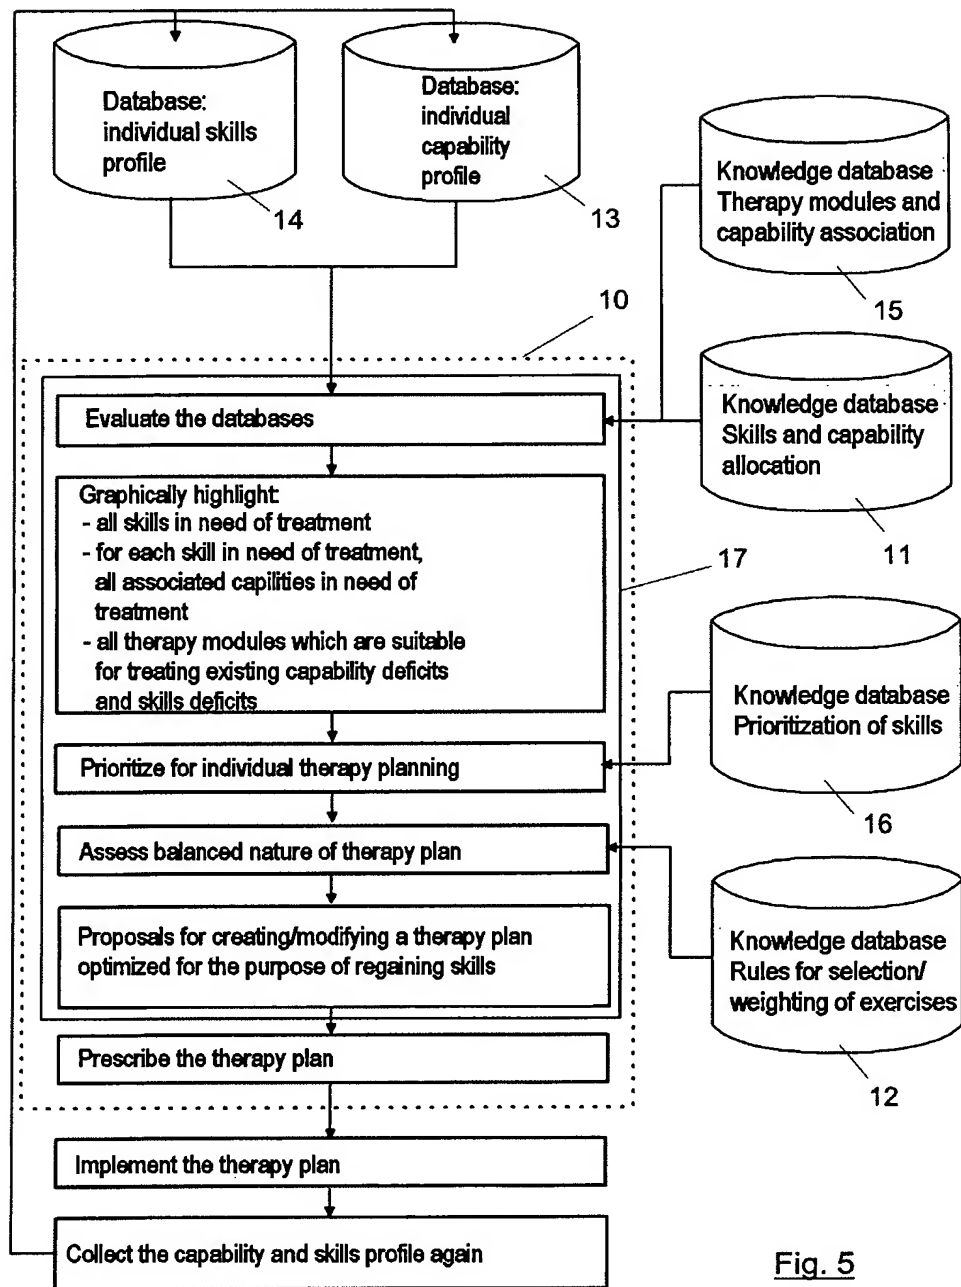 Database:
individual skills
profile
14
Database:
individual
capability
profile
13
Knowledge database
Therapy modules and
capability association
15
10
Evaluate the databases
Knowledge database
Skills and capability
allocation
11
Graphically highlight:
- all skills in need of treatment
- for each skill in need of treatment,
all associated capilities in need of
treatment
- all therapy modules which are suitable
for treating existing capability deficits
and skills deficits
17
Knowledge database
Prioritization of skills
16
Prioritize for individual therapy planning
Assess balanced nature of therapy plan
Proposals for creating/modifying a therapy plan
optimized for the purpose of regaining skills
Knowledge database
Rules for selection/
weighting of exercises
12
Prescribe the therapy plan
Implement the therapy plan
Collect the capability and skills profile again
Fig. 5